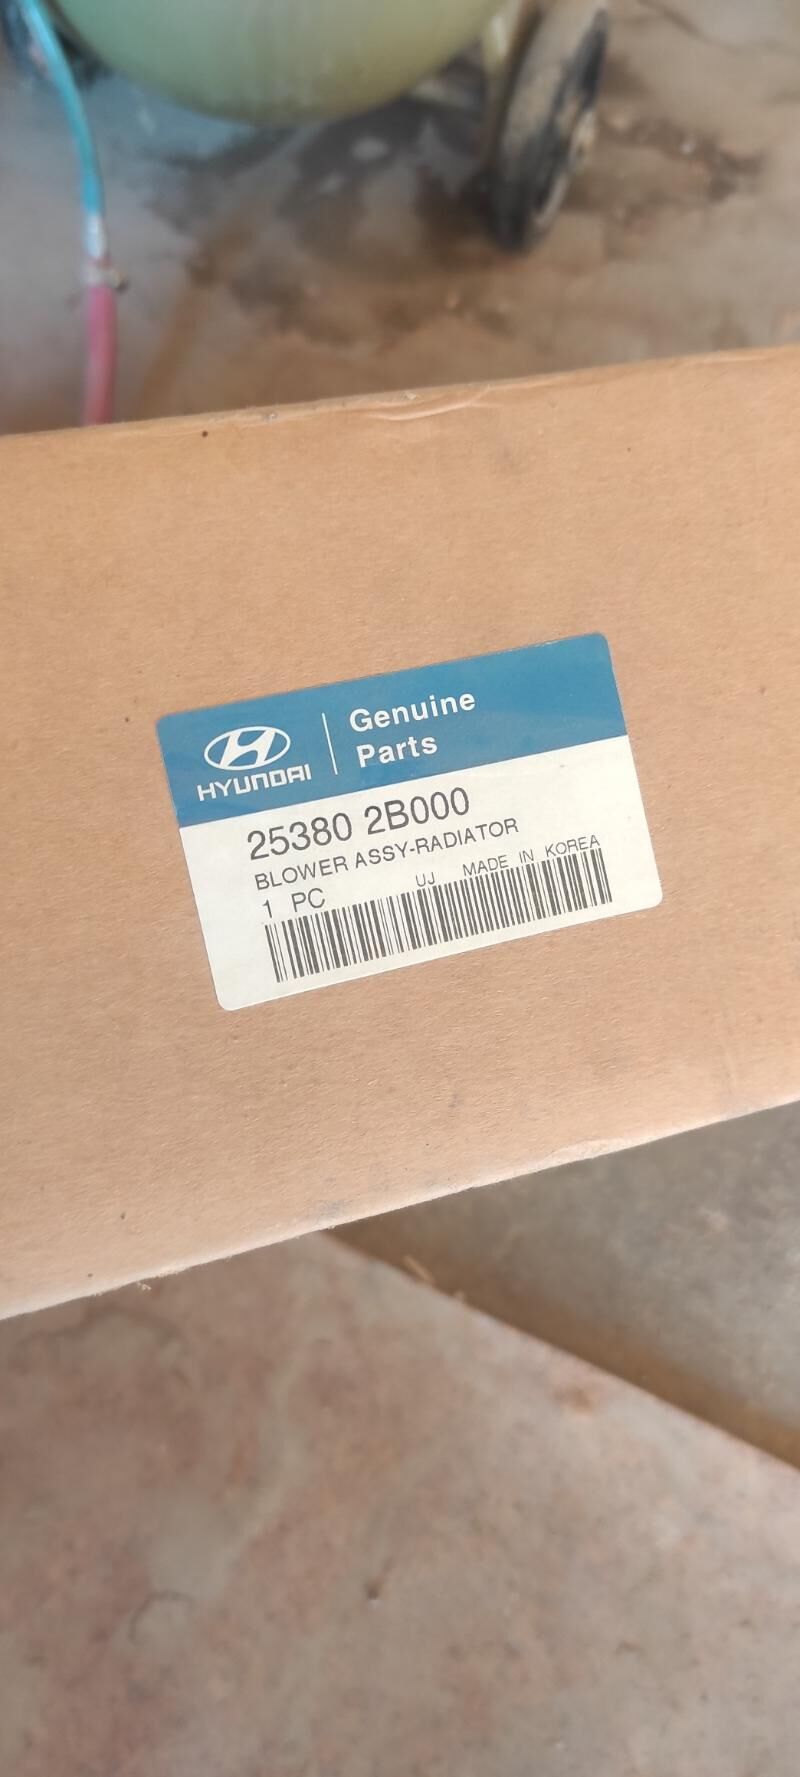 HYUNDAI
Genuine
Parts
25380 2B000
BLOWER ASSY-RADIATOR
1 PC UJ MADE IN KOREA